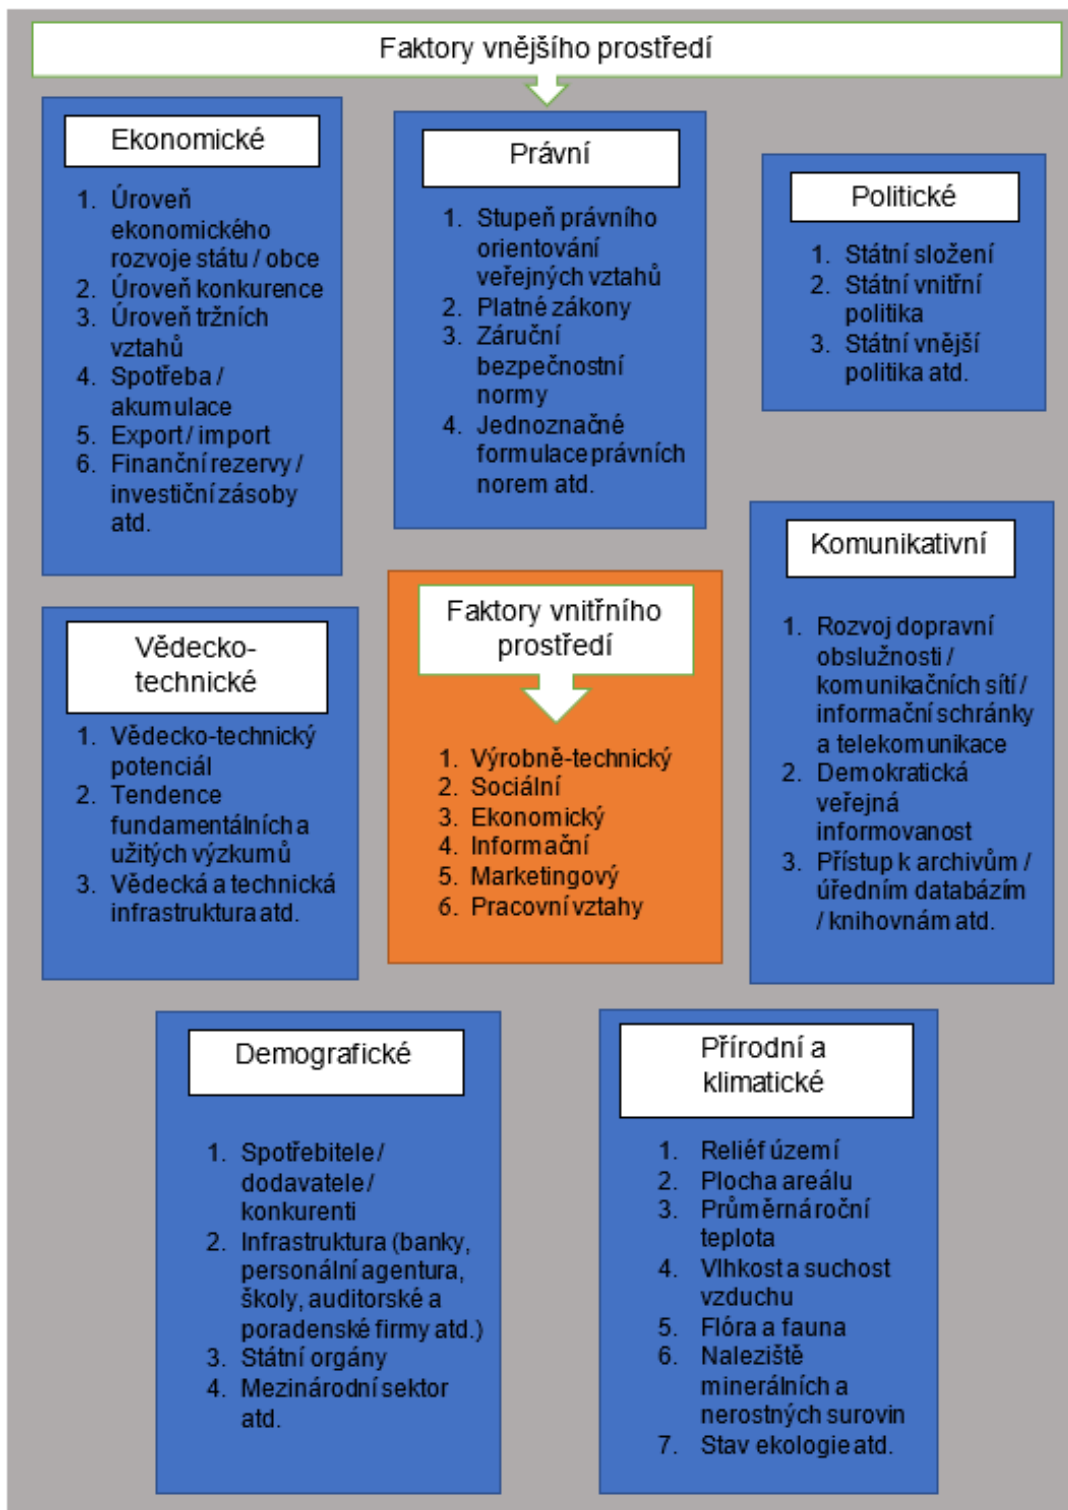 Faktory vnějšího prostředí
Ekonomické
1. Úroveň
ekonomického
rozvoje státu / obce
2. Úroveň konkurence
3. Úroveň tržních
vztahů
4. Spotřeba /
akumulace
5. Export / import
6. Finanční rezervy /
investiční zásoby
atd.
Právní
1. Stupeň právního
orientování
veřejných vztahů
2. Platné zákony
3. Záruční
bezpečnostní
normy
4. Jednoznačné
formulace právních
norem atd.
Politické
1. Státní složení
2. Státní vnitřní
politika
3. Státní vnější
politika atd.
Vědecko-
technické
1. Vědecko-technický
potenciál
2. Tendence
fundamentálních a
užitých výzkumů
3. Vědecká a technická
infrastruktura atd.
Faktory vnitřního
prostředí
1. Výrobně-technický
2. Sociální
3. Ekonomický
4. Informační
5. Marketingový
6. Pracovní vztahy
Komunikativní
1. Rozvoj dopravní
obslužnosti /
komunikačních sítí /
informační schránky
a telekomunikace
2. Demokratická
veřejná
informovanost
3. Přístup k archivům /
úředním databázím
/ knihovnám atd.
Demografické
1. Spotřebitele /
dodavatele /
konkurenti
2. Infrastruktura (banky,
personální agentura,
školy, auditorské a
poradenské firmy atd.)
3. Státní orgány
4. Mezinárodní sektor
atd.
Přírodní a
klimatické
1. Reliéf území
2. Plocha areálu
3. Průměrná roční
teplota
4. Vlhkost a suchost
vzduchu
5. Flóra a fauna
6. Naleziště
minerálních a
nerostných surovin
7. Stav ekologie atd.